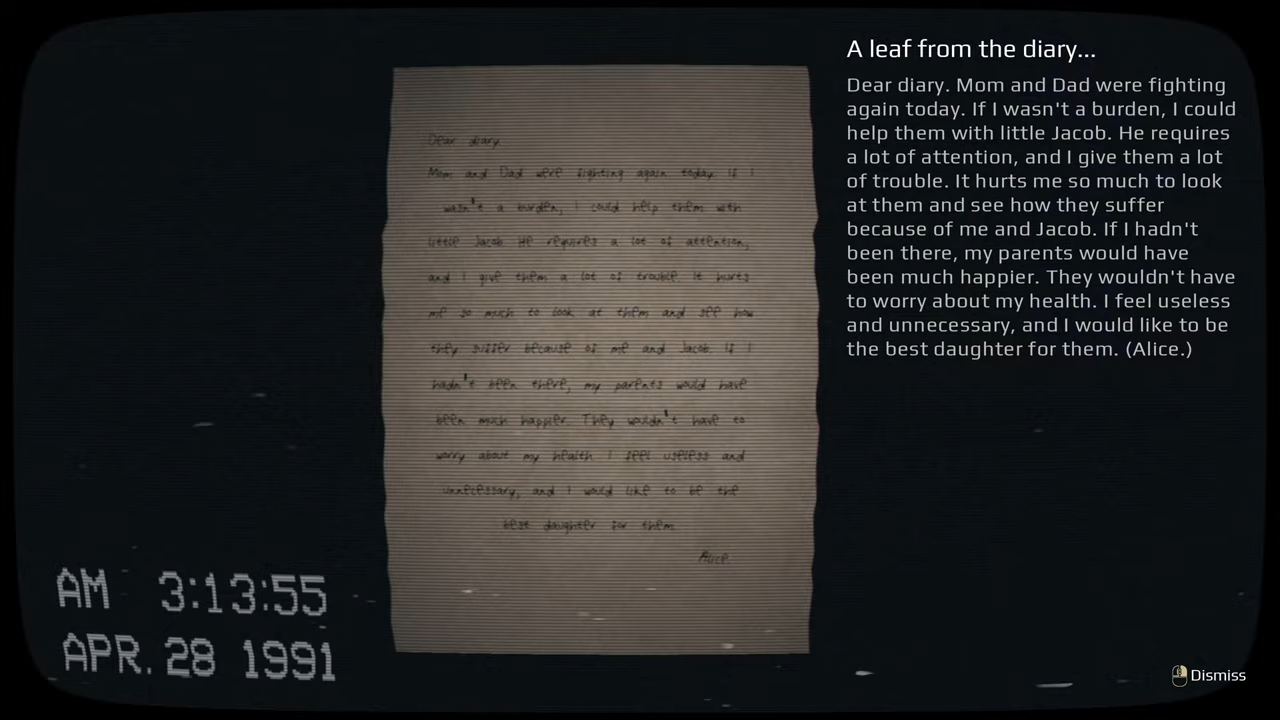 A leaf from the diary...
Dear diary. Mom and Dad were fighting
again today. If I wasn't a burden, I could
help them with little Jacob. He requires
a lot of attention, and I give them a lot
of trouble. It hurts me so much to look
at them and see how they suffer
because of me and Jacob. If I hadn't
been there, my parents would have
been much happier. They wouldn't have
to worry about my health. I feel useless
and unnecessary, and I would like to be
the best daughter for them. (Alice.)
Dear diary.
Mom and Dad were fighting again today. If I
wasn't a burden, I could help them with
little Jacob. He requires a lot of attention,
and I give them a lot of trouble. It hurts
me so much to look at them and see how
they suffer because of me and Jacob. If I
hadn't been there, my parents would have
been much happier. They wouldn't have to
worry about my health. I feel useless and
unnecessary, and I would like to be the
best daughter for them.
Alice.
AM 3:13:55
APR. 28 1991
Dismiss